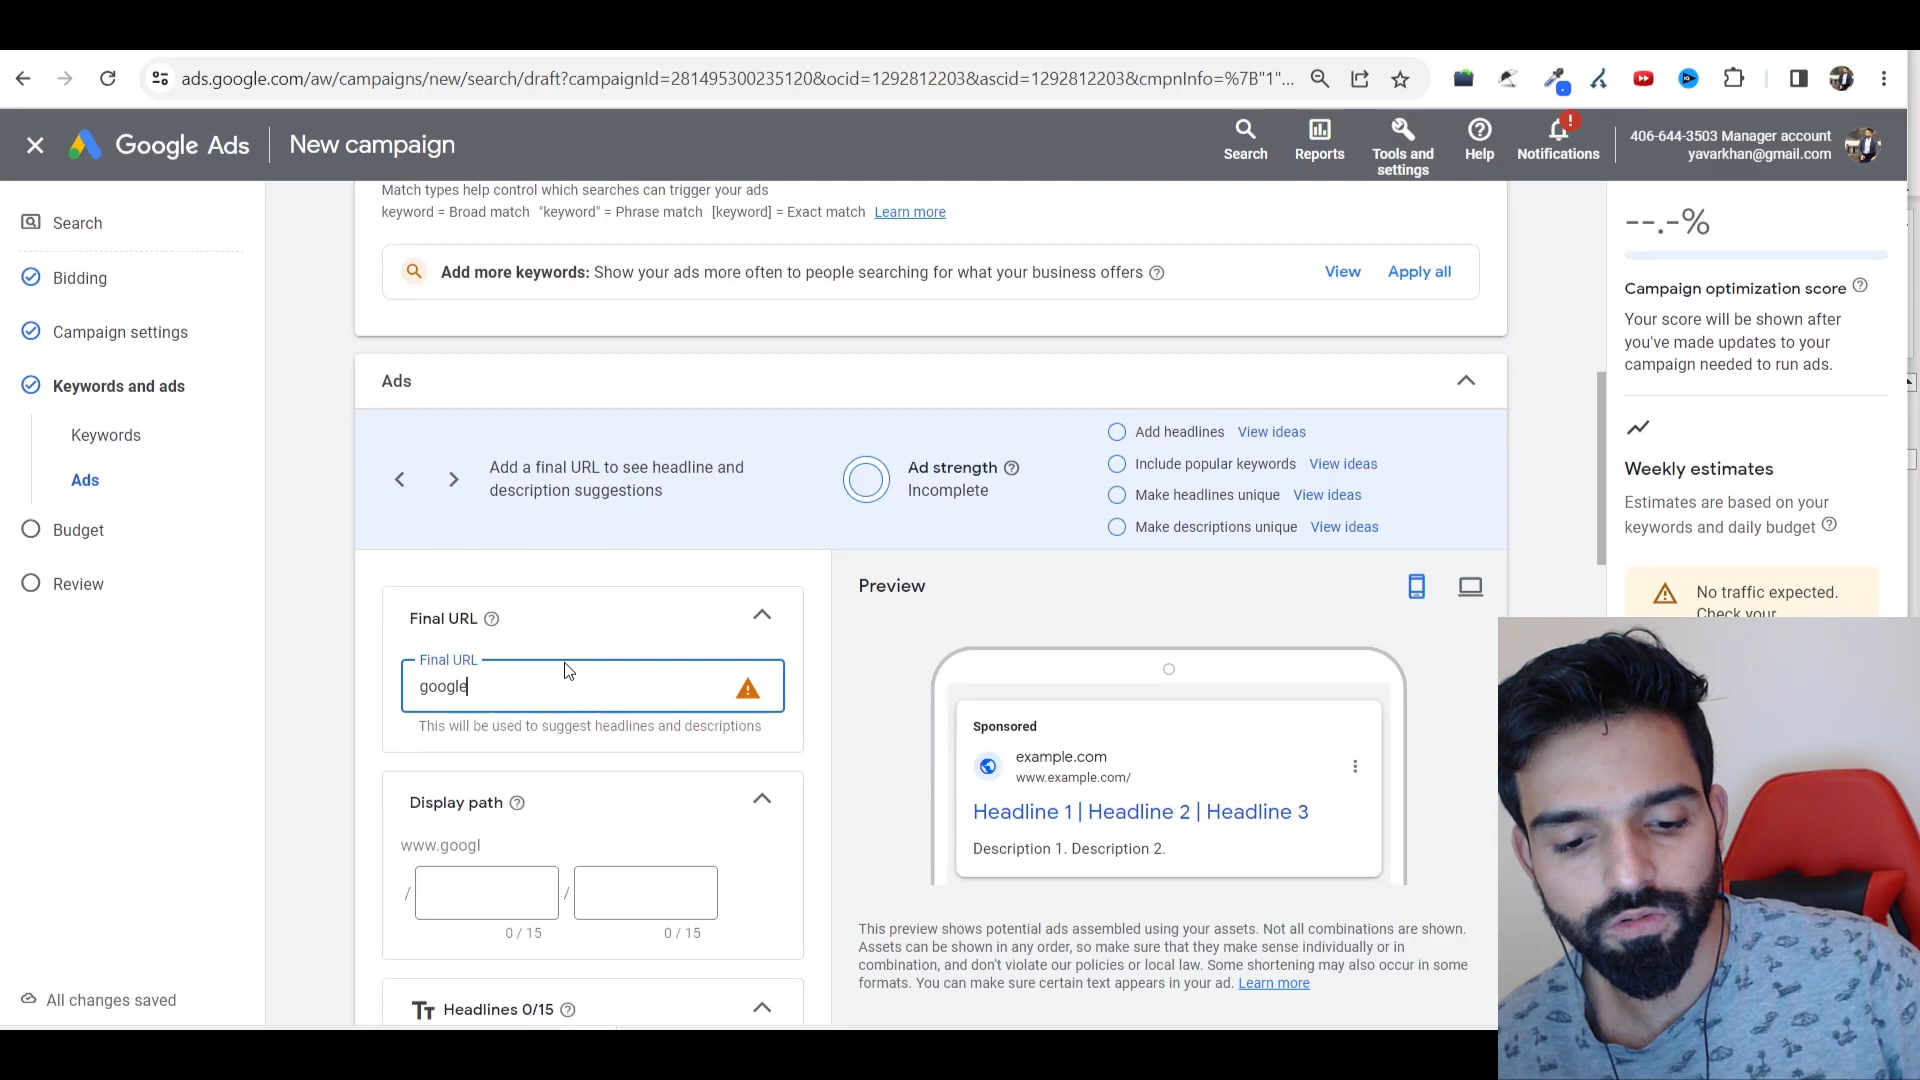 ads.google.com/aw/campaigns/new/search/draft?campaignId=281495300235120&ocid=1292812203&ascid=1292812203&cmpnInfo=%7B"1"...
Google Ads
New campaign
Search
Reports
Tools and
settings
Help
!
Notifications
406-644-3503 Manager account
yavarkhan@gmail.com
Search
Bidding
Campaign settings
Keywords and ads
Keywords
Ads
Budget
Review
All changes saved
Match types help control which searches can trigger your ads
keyword = Broad match "keyword" = Phrase match [keyword] = Exact match Learn more
Add more keywords: Show your ads more often to people searching for what your business offers
View
Apply all
Ads
Add a final URL to see headline and
description suggestions
Ad strength
Incomplete
Add headlines View ideas
Include popular keywords View ideas
Make headlines unique View ideas
Make descriptions unique View ideas
Final URL
Final URL
google
This will be used to suggest headlines and descriptions
Display path
www.googl
/ /
0 / 15 0 / 15
Tт Headlines 0/15
Preview
Sponsored
example.com
www.example.com/
Headline 1 | Headline 2 | Headline 3
Description 1. Description 2.
This preview shows potential ads assembled using your assets. Not all combinations are shown.
Assets can be shown in any order, so make sure that they make sense individually or in
combination, and don't violate our policies or local law. Some shortening may also occur in some
formats. You can make sure certain text appears in your ad. Learn more
--.-%
Campaign optimization score
Your score will be shown after
you've made updates to your
campaign needed to run ads.
Weekly estimates
Estimates are based on your
keywords and daily budget
No traffic expected.
Check your